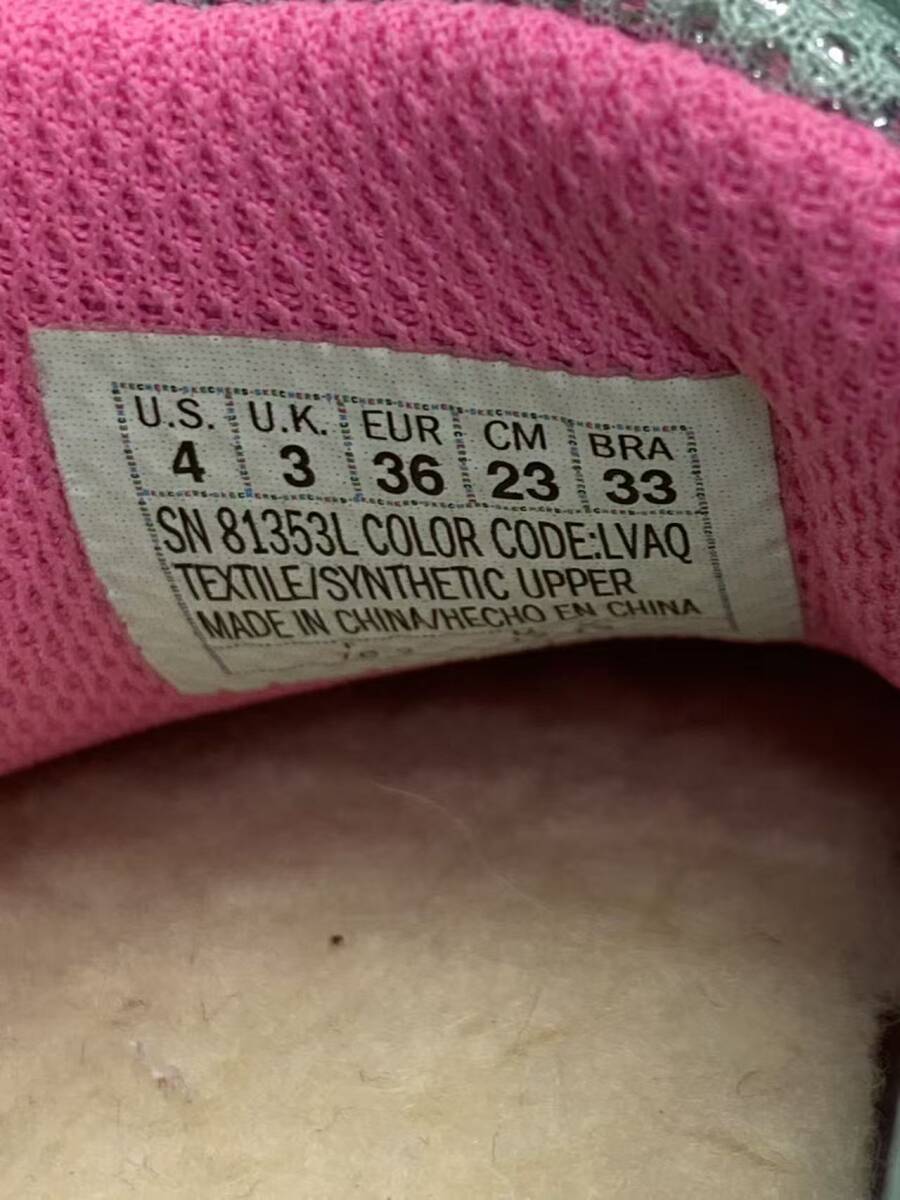 U.S. U.K. EUR CM BRA
4 3 36 23 33
SN 81353L COLOR CODE:LVAQ
TEXTILE/SYNTHETIC UPPER
MADE IN CHINA/HECHO EN CHINA